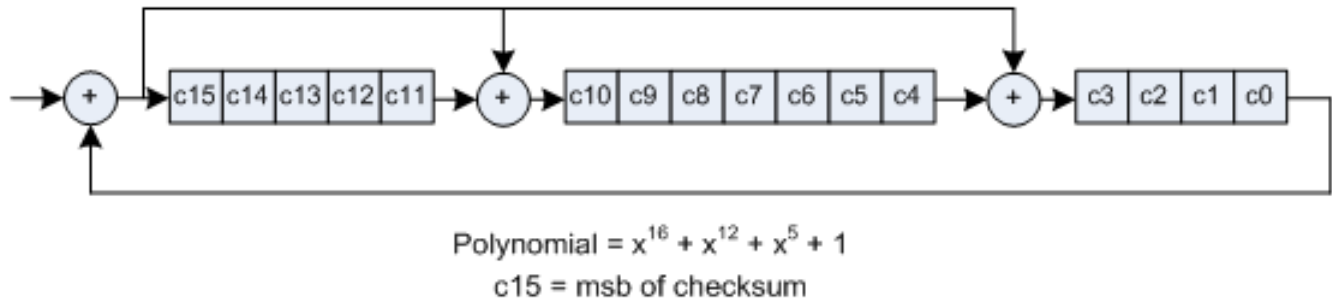 + c15 c14 c13 c12 c11 + c10 c9 c8 c7 c6 c5 c4 + c3 c2 c1 c0
Polynomial = x¹⁶ + x¹² + x⁵ + 1
c15 = msb of checksum